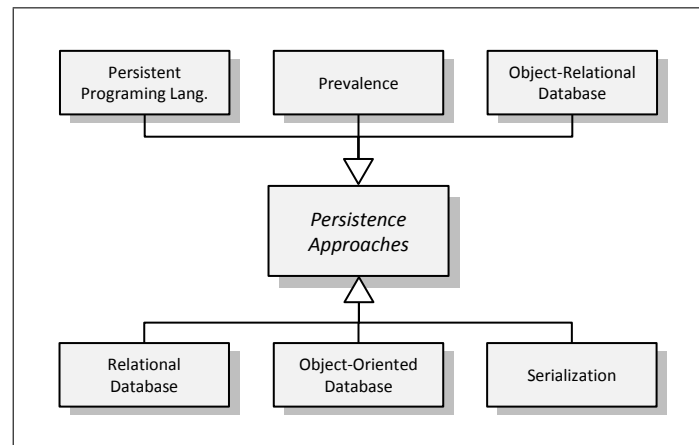 Persistent
Programing Lang.
Prevalence
Object-Relational
Database
Persistence
Approaches
Relational
Database
Object-Oriented
Database
Serialization